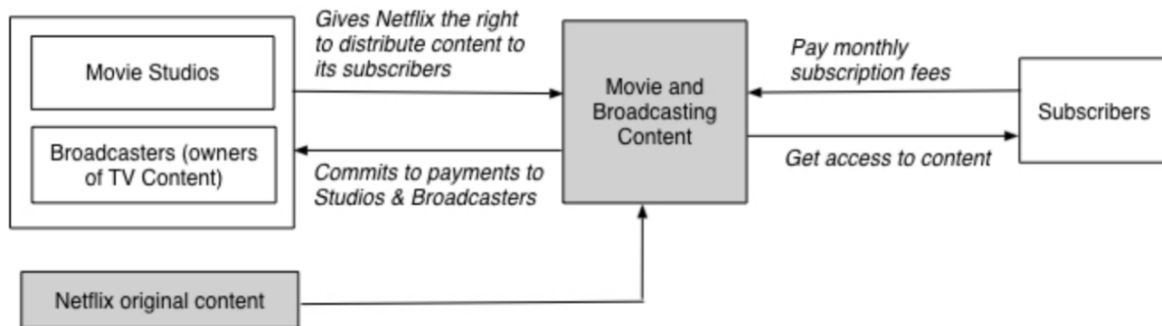 Movie Studios
Broadcasters (owners
of TV Content)
Gives Netflix the right
to distribute content to
its subscribers
Commits to payments to
Studios & Broadcasters
Movie and
Broadcasting
Content
Pay monthly
subscription fees
Get access to content
Subscribers
Netflix original content